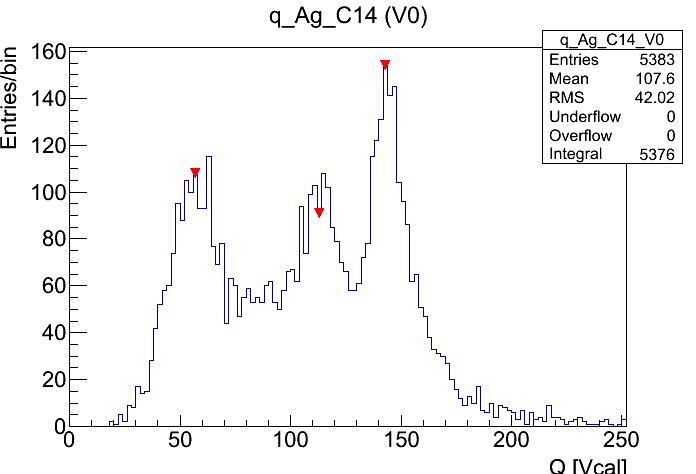 q_Ag_C14 (V0)
Entries/bin
q_Ag_C14_V0
Entries 5383
Mean 107.6
RMS 42.02
Underflow 0
Overflow 0
Integral 5376
160
140
120
100
80
60
40
20
0
0 50 100 150 200 250
Q [Vcal]